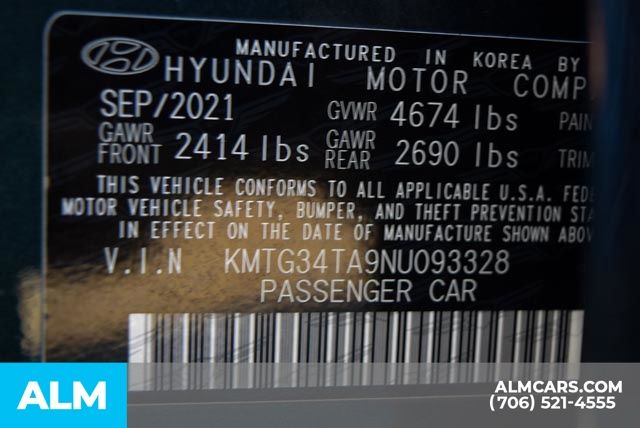 MANUFACTURED IN KOREA BY
HYUNDAI MOTOR COMP
SEP/2021 GVWR 4674 lbs PAIN
GAWR FRONT 2414 lbs GAWR REAR 2690 lbs TRIM
THIS VEHICLE CONFORMS TO ALL APPLICABLE U.S.A. FEDE
MOTOR VEHICLE SAFETY, BUMPER, AND THEFT PREVENTION STA
IN EFFECT ON THE DATE OF MANUFACTURE SHOWN ABOV
V.I.N KMTG34TA9NU093328
PASSENGER CAR
ALM
ALMCARS.COM
(706) 521-4555